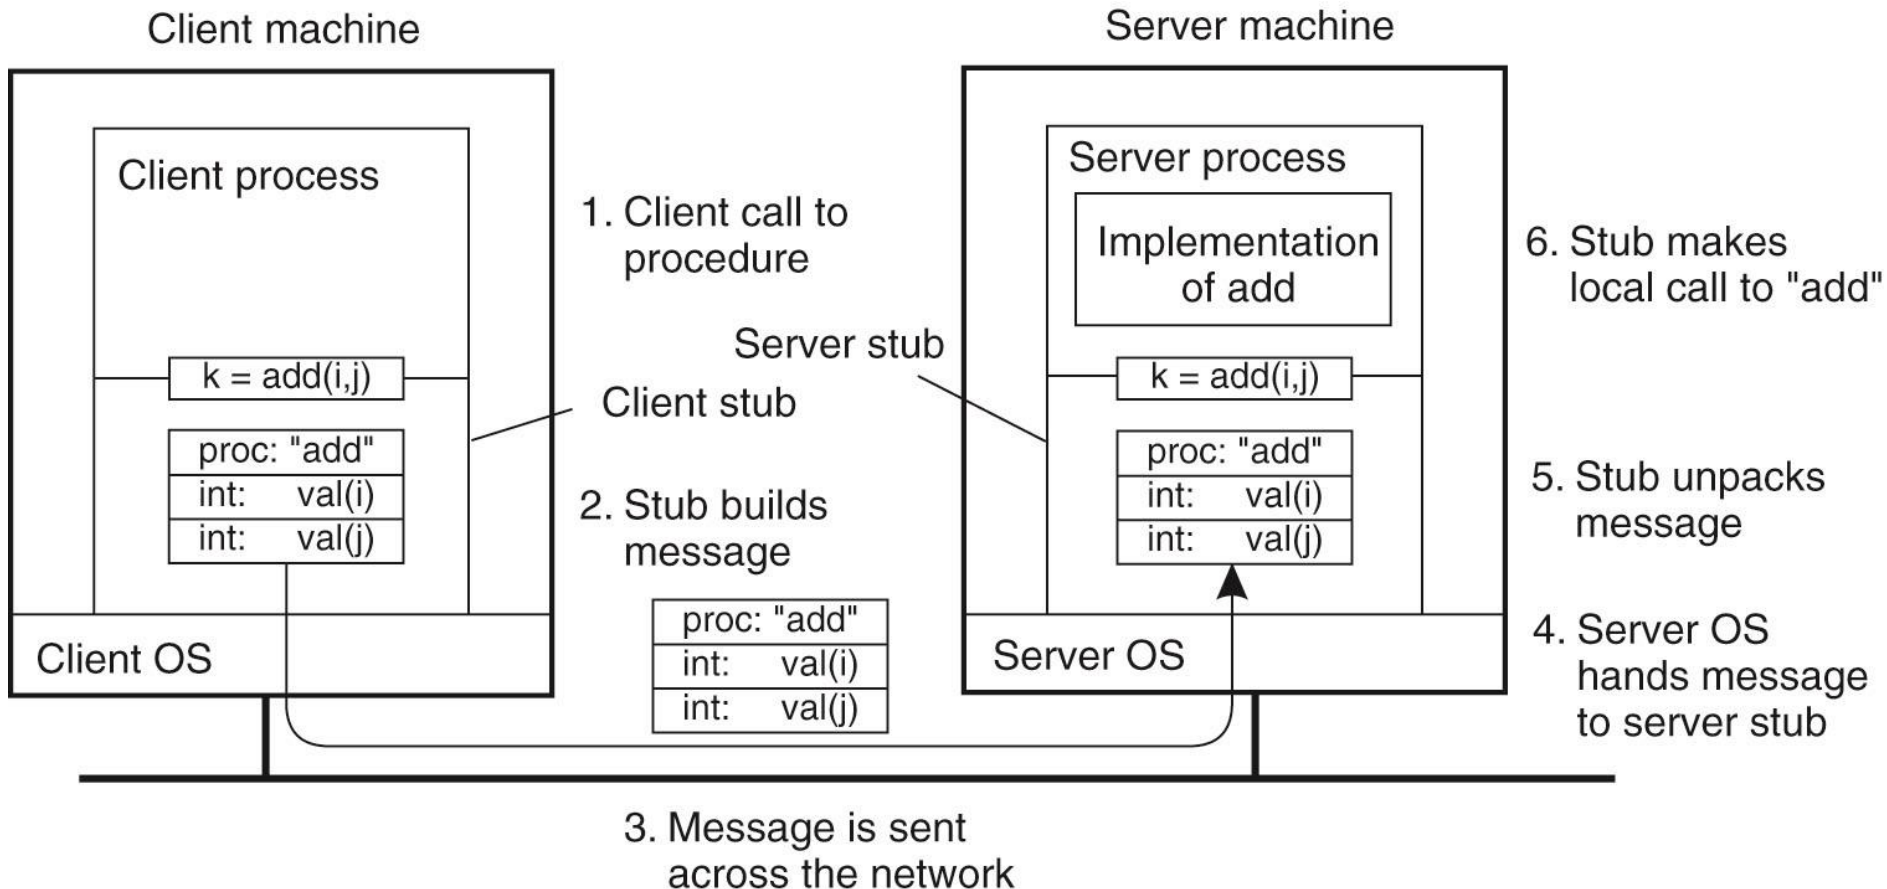 Client machine
Server machine
Client process
1. Client call to
procedure
k = add(i,j)
Client stub
proc: "add"
int: val(i)
int: val(j)
2. Stub builds
message
proc: "add"
int: val(i)
int: val(j)
Client OS
3. Message is sent
across the network
Server process
Implementation
of add
6. Stub makes
local call to "add"
Server stub
k = add(i,j)
proc: "add"
int: val(i)
int: val(j)
5. Stub unpacks
message
Server OS
4. Server OS
hands message
to server stub